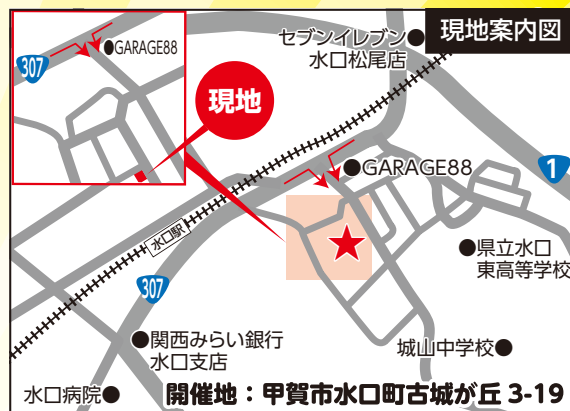 現地案内図
セブンイレブン
水口松尾店
GARAGE88
307
現地
GARAGE88
1
水口駅
県立水口
東高等学校
307
関西みらい銀行
水口支店
城山中学校
水口病院
開催地：甲賀市水口町古城が丘 3-19